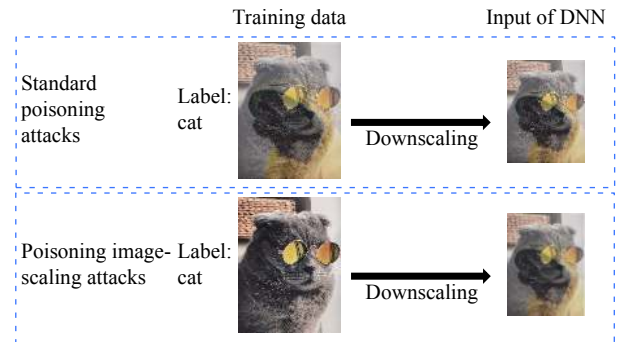 Training data
Input of DNN
Standard
poisoning
attacks
Label:
cat
Downscaling
Poisoning image-
scaling attacks
Label:
cat
Downscaling